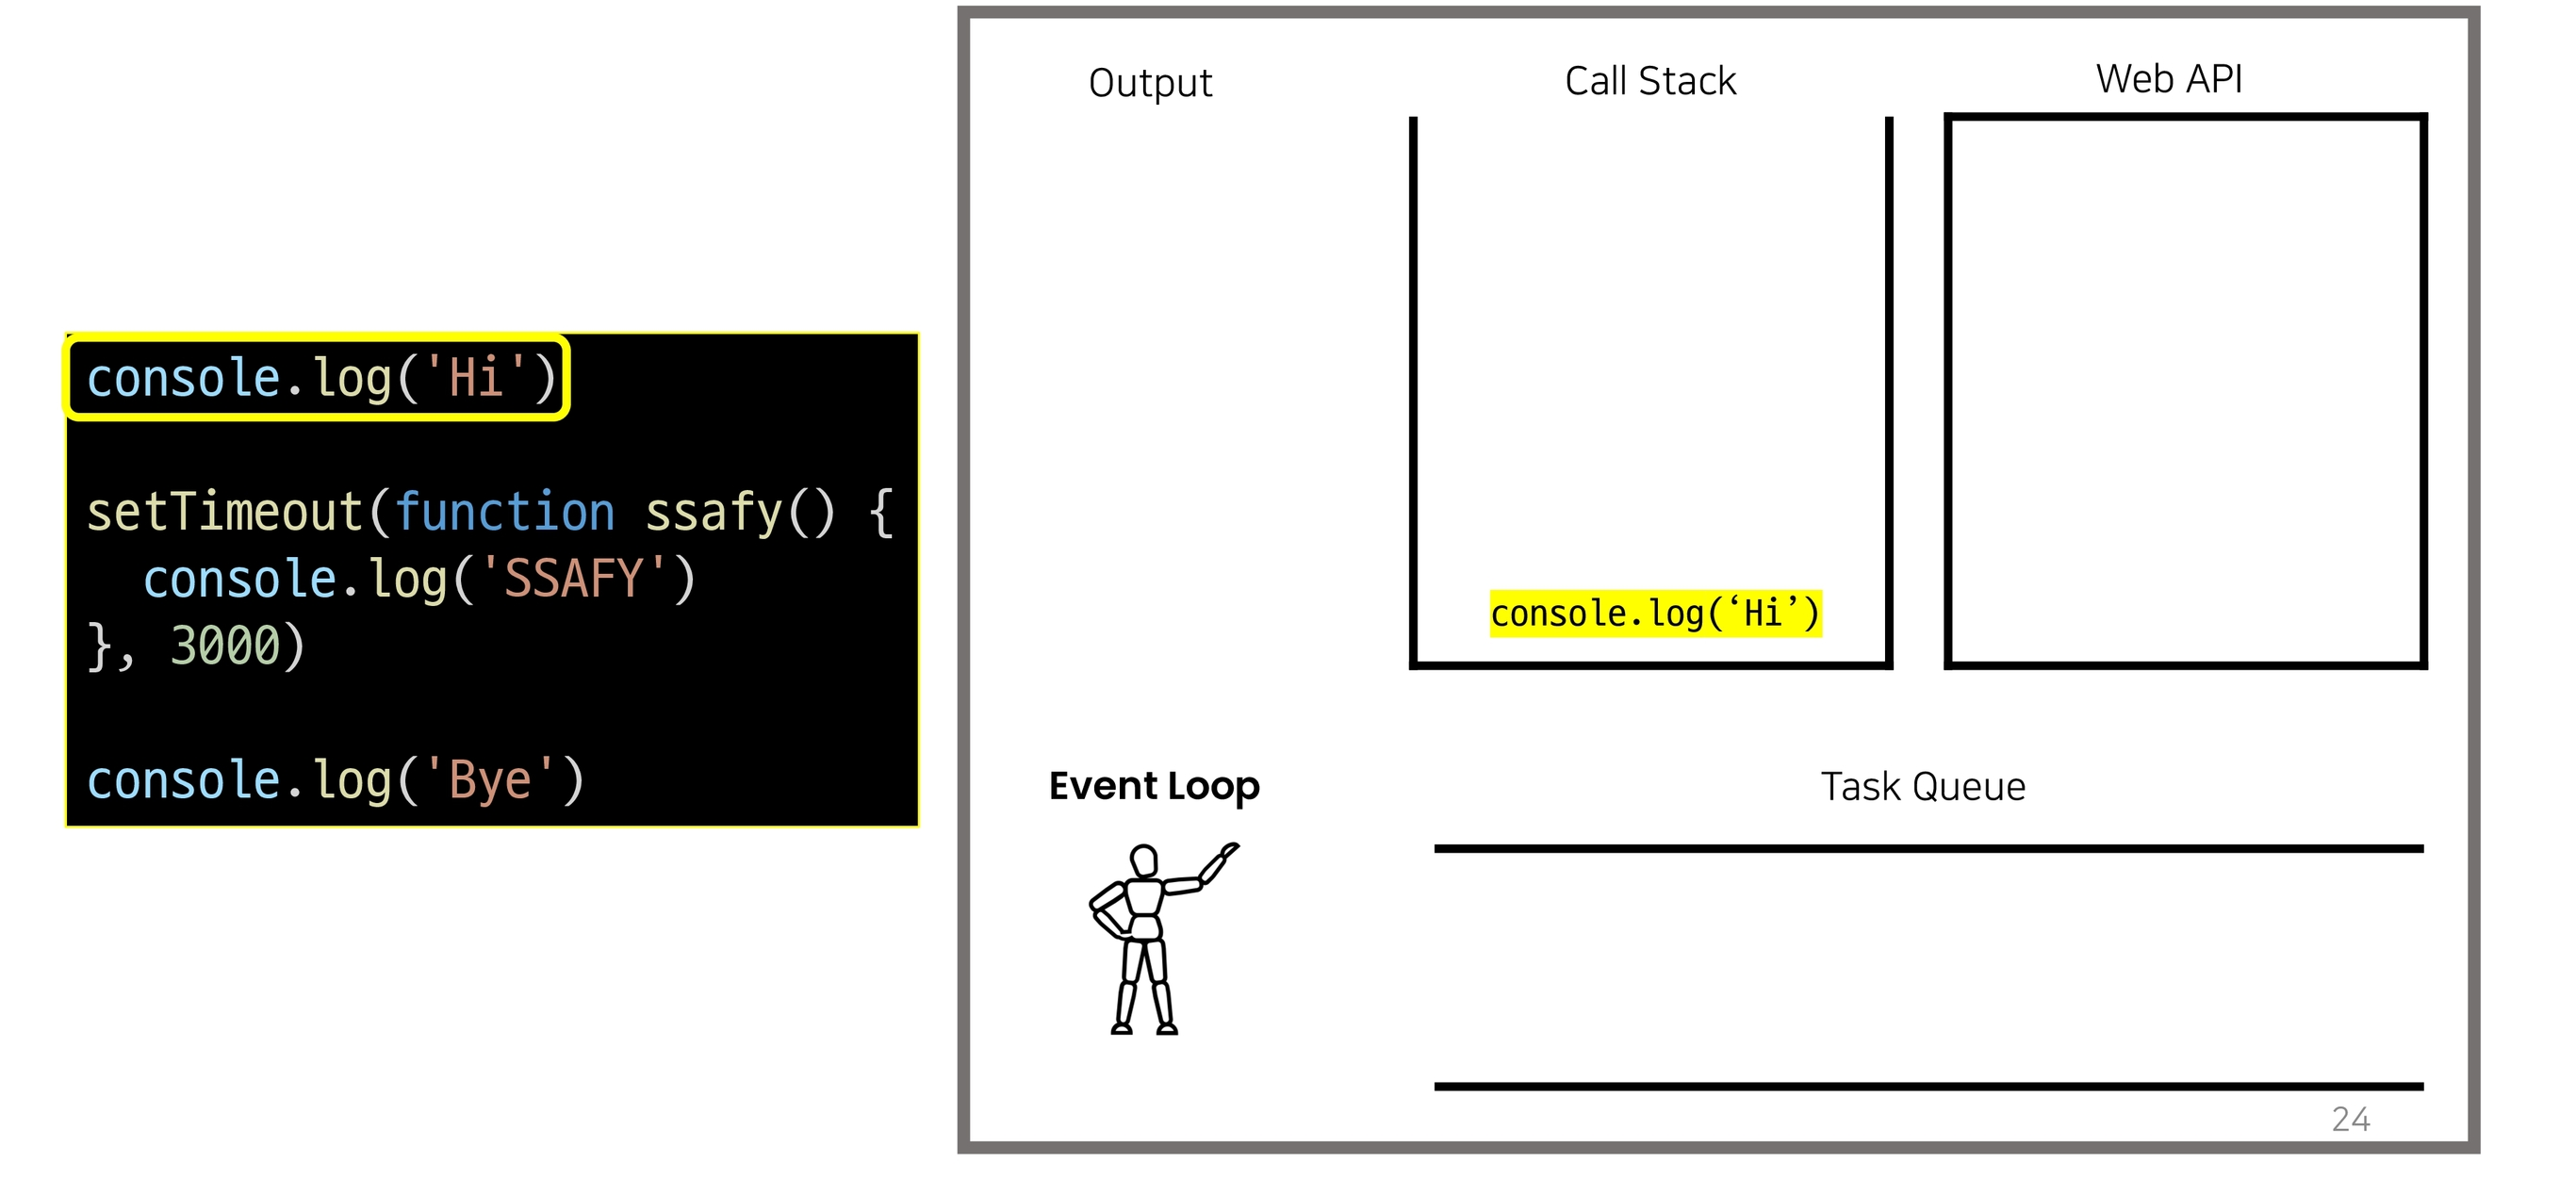 console.log('Hi')
setTimeout(function ssafy() {
  console.log('SSAFY')
}, 3000)
console.log('Bye')
Output
Call Stack
Web API
console.log(‘Hi’)
Event Loop
Task Queue
24